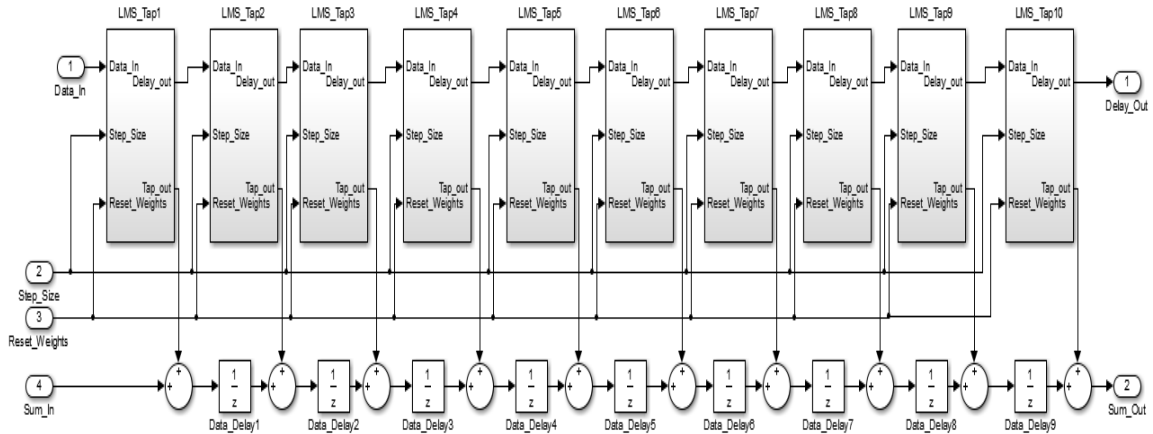 LMS_Tap1 LMS_Tap2 LMS_Tap3 LMS_Tap4 LMS_Tap5 LMS_Tap6 LMS_Tap7 LMS_Tap8 LMS_Tap9 LMS_Tap10
1 Data_In Data_In Data_In Data_In Data_In Data_In Data_In Data_In Data_In Data_In
Delay_out Delay_out Delay_out Delay_out Delay_out Delay_out Delay_out Delay_out Delay_out Delay_out 1
Data_In
Delay_Out
Step_Size Step_Size Step_Size Step_Size Step_Size Step_Size Step_Size Step_Size Step_Size Step_Size
Tap_out Tap_out Tap_out Tap_out Tap_out Tap_out Tap_out Tap_out Tap_out Tap_out
Reset_Weights Reset_Weights Reset_Weights Reset_Weights Reset_Weights Reset_Weights Reset_Weights Reset_Weights Reset_Weights Reset_Weights
2
Step_Size
3
Reset_Weights
+ + + + + + + + + +
1 1 1 1 1 1 1 1 1
4 + + + + + + + + + + 2
z z z z z z z z z
Sum_In
Sum_Out
Data_Delay1 Data_Delay2 Data_Delay3 Data_Delay4 Data_Delay5 Data_Delay6 Data_Delay7 Data_Delay8 Data_Delay9